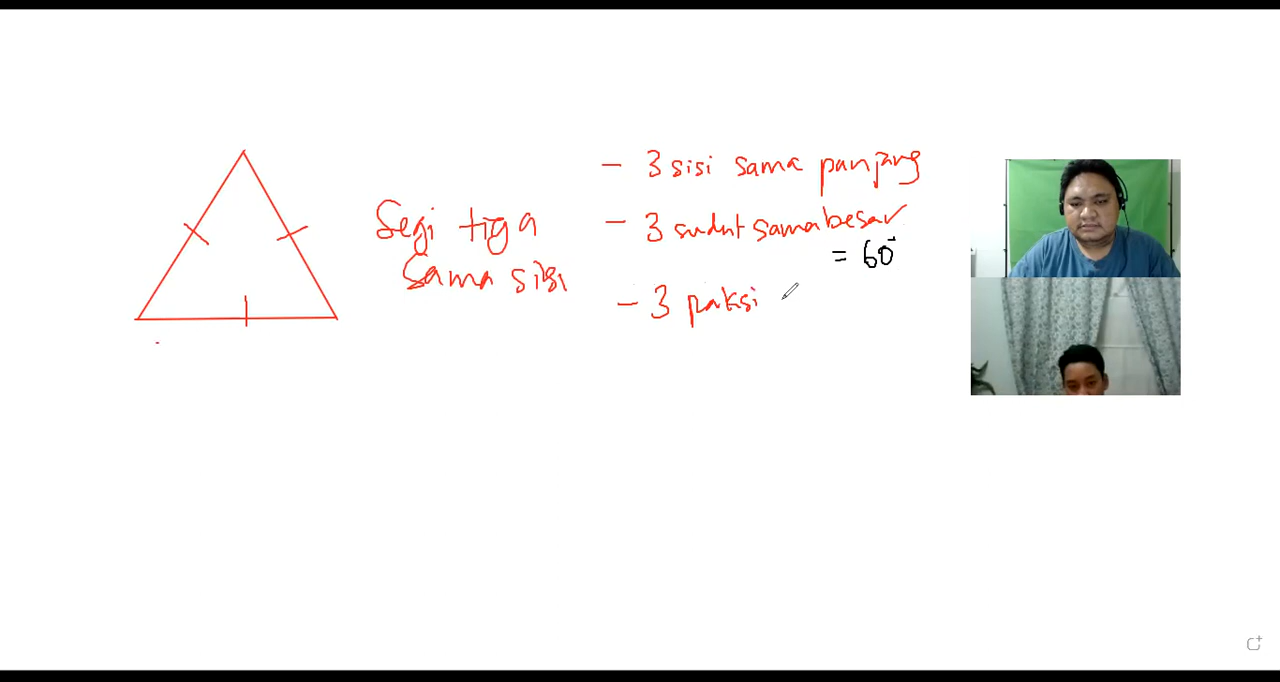 Segi tiga
sama sisi
- 3 sisi sama panjang
- 3 sudut sama besar
= 60°
- 3 paksi